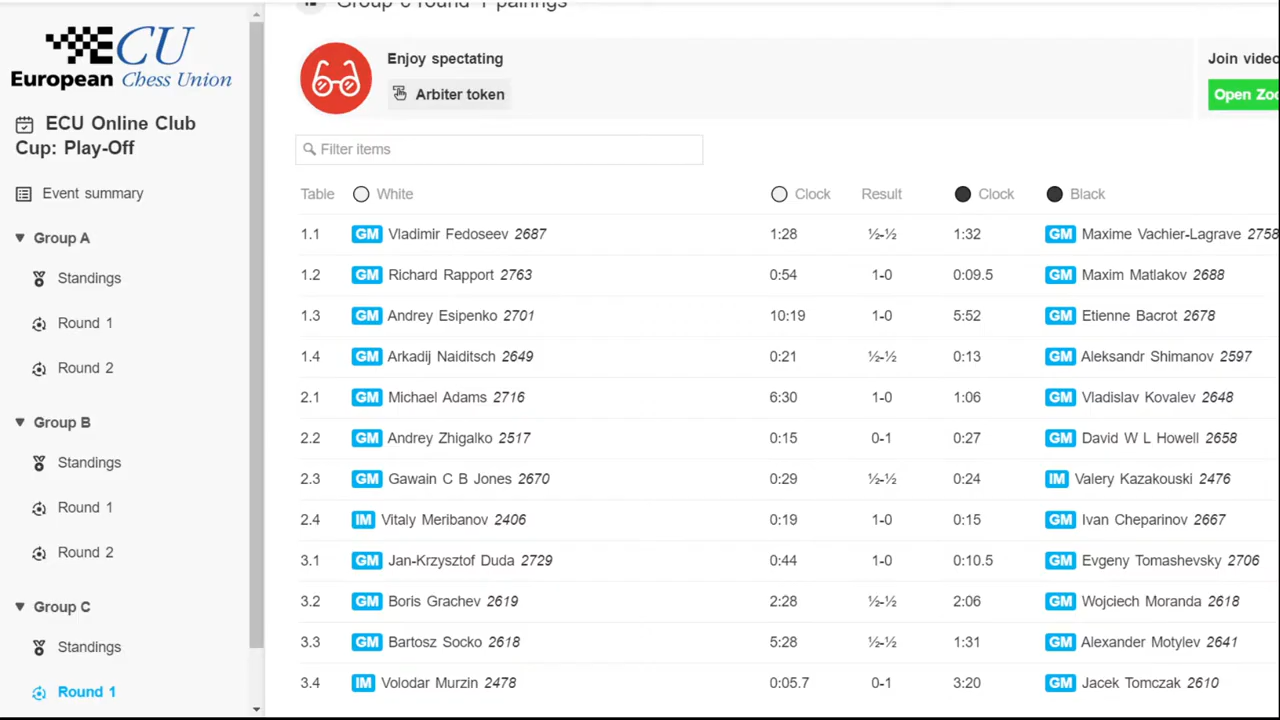 ECU
European Chess Union
ECU Online Club
Cup: Play-Off
Event summary
Group A
Standings
Round 1
Round 2
Group B
Standings
Round 1
Round 2
Group C
Standings
Round 1
pairings
Enjoy spectating
Arbiter token
Join video
Open Zoo
Filter items
Table White Clock Result Clock Black
1.1 GM Vladimir Fedoseev 2687 1:28 ½-½ 1:32 GM Maxime Vachier-Lagrave 2758
1.2 GM Richard Rapport 2763 0:54 1-0 0:09.5 GM Maxim Matlakov 2688
1.3 GM Andrey Esipenko 2701 10:19 1-0 5:52 GM Etienne Bacrot 2678
1.4 GM Arkadij Naiditsch 2649 0:21 ½-½ 0:13 GM Aleksandr Shimanov 2597
2.1 GM Michael Adams 2716 6:30 1-0 1:06 GM Vladislav Kovalev 2648
2.2 GM Andrey Zhigalko 2517 0:15 0-1 0:27 GM David W L Howell 2658
2.3 GM Gawain C B Jones 2670 0:29 ½-½ 0:24 IM Valery Kazakouski 2476
2.4 IM Vitaly Meribanov 2406 0:19 1-0 0:15 GM Ivan Cheparinov 2667
3.1 GM Jan-Krzysztof Duda 2729 0:44 1-0 0:10.5 GM Evgeny Tomashevsky 2706
3.2 GM Boris Grachev 2619 2:28 ½-½ 2:06 GM Wojciech Moranda 2618
3.3 GM Bartosz Socko 2618 5:28 ½-½ 1:31 GM Alexander Motylev 2641
3.4 IM Volodar Murzin 2478 0:05.7 0-1 3:20 GM Jacek Tomczak 2610